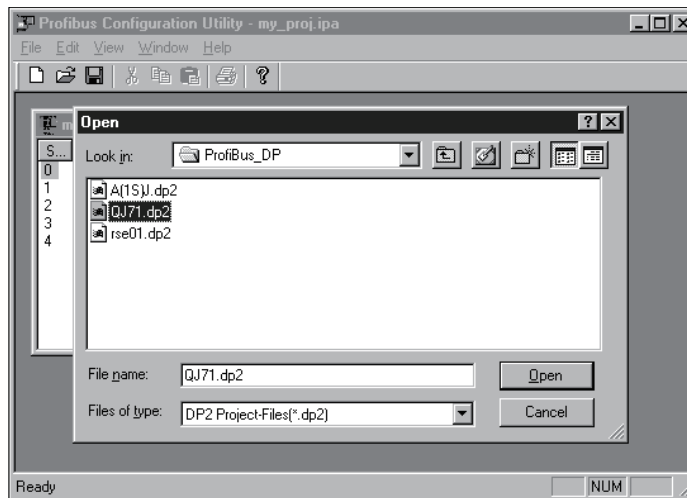 Profibus Configuration Utility - my_proj.ipa
File Edit View Window Help
m
Open
S...
Look in: ProfiBus_DP
0
1
2
3
4
A(1S)J.dp2
QJ71.dp2
rse01.dp2
File name: QJ71.dp2 Open
Files of type: DP2 Project-Files(*.dp2) Cancel
Ready NUM